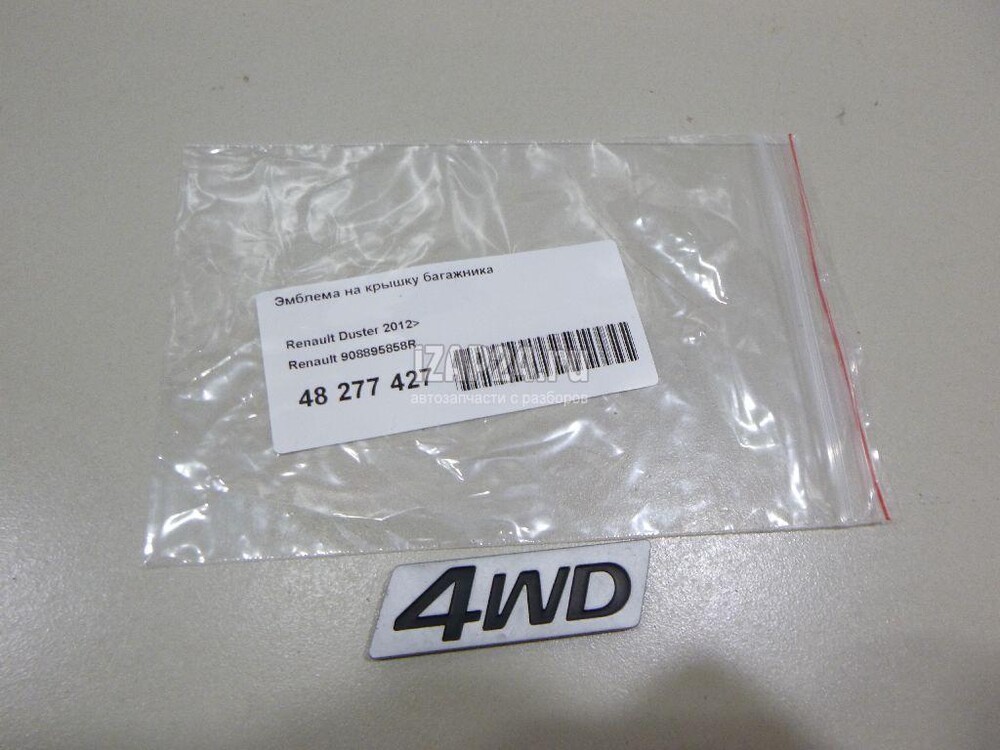 Эмблема на крышку багажника
Renault Duster 2012>
Renault 908895858R
48 277 427
iZAP24.ru
автозапчасти с разборов
4WD